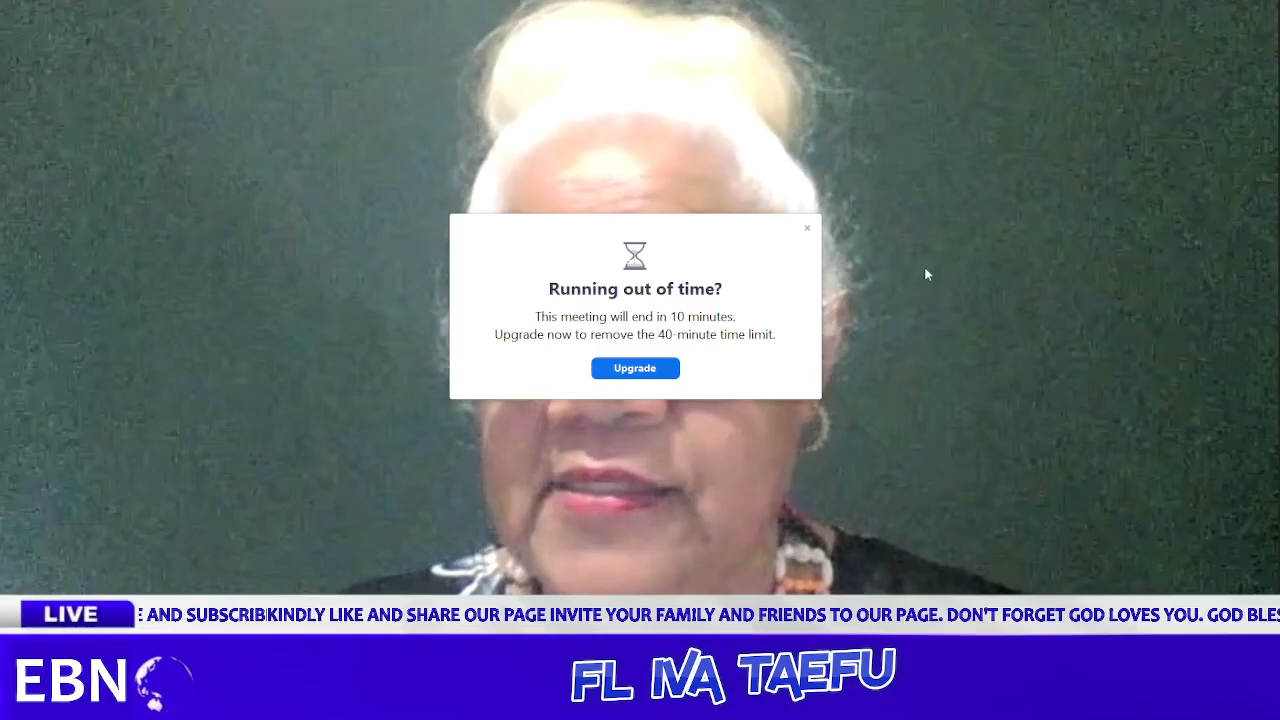 Running out of time?
This meeting will end in 10 minutes.
Upgrade now to remove the 40-minute time limit.
Upgrade
LIVE
E AND SUBSCRIBKINDLY LIKE AND SHARE OUR PAGE INVITE YOUR FAMILY AND FRIENDS TO OUR PAGE. DON'T FORGET GOD LOVES YOU. GOD BLES
EBN
FL IVA TAEFU